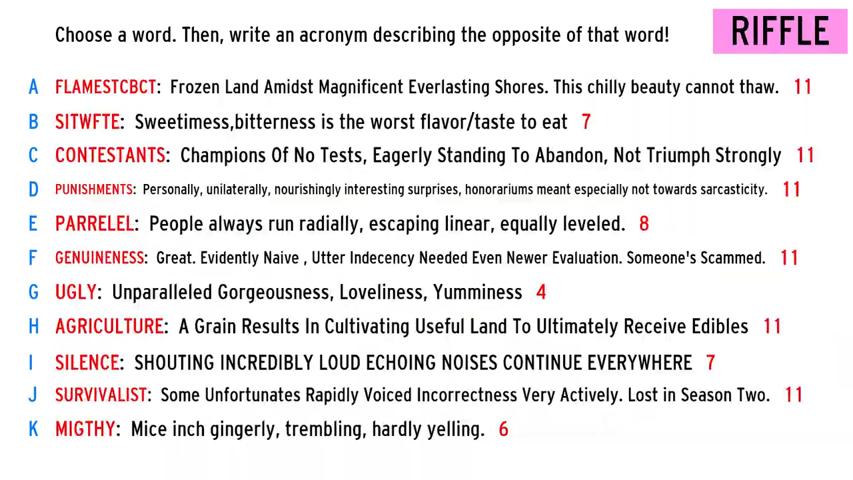 Choose a word. Then, write an acronym describing the opposite of that word!
RIFFLE
A FLAMESTCBCT: Frozen Land Amidst Magnificent Everlasting Shores. This chilly beauty cannot thaw. 11
B SITWFTE: Sweetimess,bitterness is the worst flavor/taste to eat 7
C CONTESTANTS: Champions Of No Tests, Eagerly Standing To Abandon, Not Triumph Strongly 11
D PUNISHMENTS: Personally, unilaterally, nourishingly interesting surprises, honorariums meant especially not towards sarcasticity. 11
E PARRELEL: People always run radially, escaping linear, equally leveled. 8
F GENUINENESS: Great. Evidently Naive , Utter Indecency Needed Even Newer Evaluation. Someone's Scammed. 11
G UGLY: Unparalleled Gorgeousness, Loveliness, Yumminess 4
H AGRICULTURE: A Grain Results In Cultivating Useful Land To Ultimately Receive Edibles 11
I SILENCE: SHOUTING INCREDIBLY LOUD ECHOING NOISES CONTINUE EVERYWHERE 7
J SURVIVALIST: Some Unfortunates Rapidly Voiced Incorrectness Very Actively. Lost in Season Two. 11
K MIGTHY: Mice inch gingerly, trembling, hardly yelling. 6